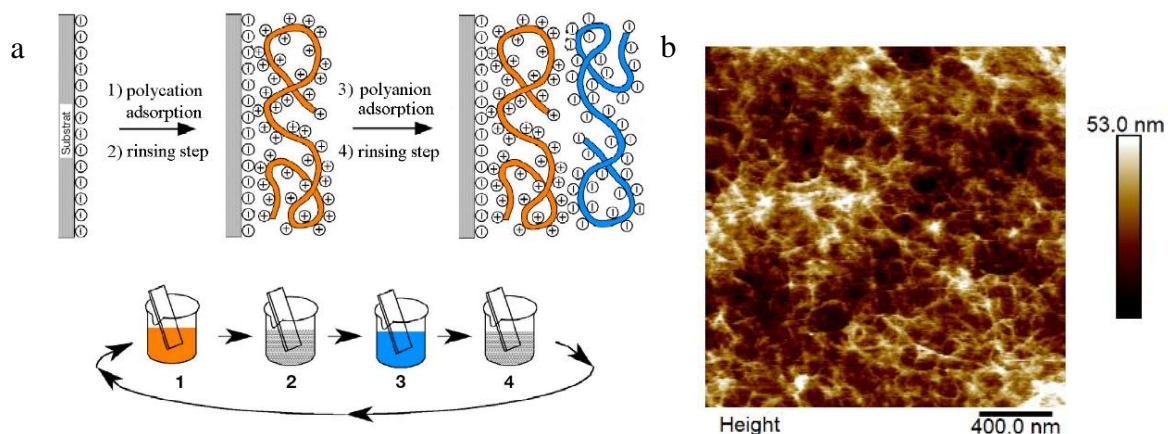 a
b
Substrat
1) polycation
adsorption
2) rinsing step
3) polyanion
adsorption
4) rinsing step
53.0 nm
1
2
3
4
Height
400.0 nm